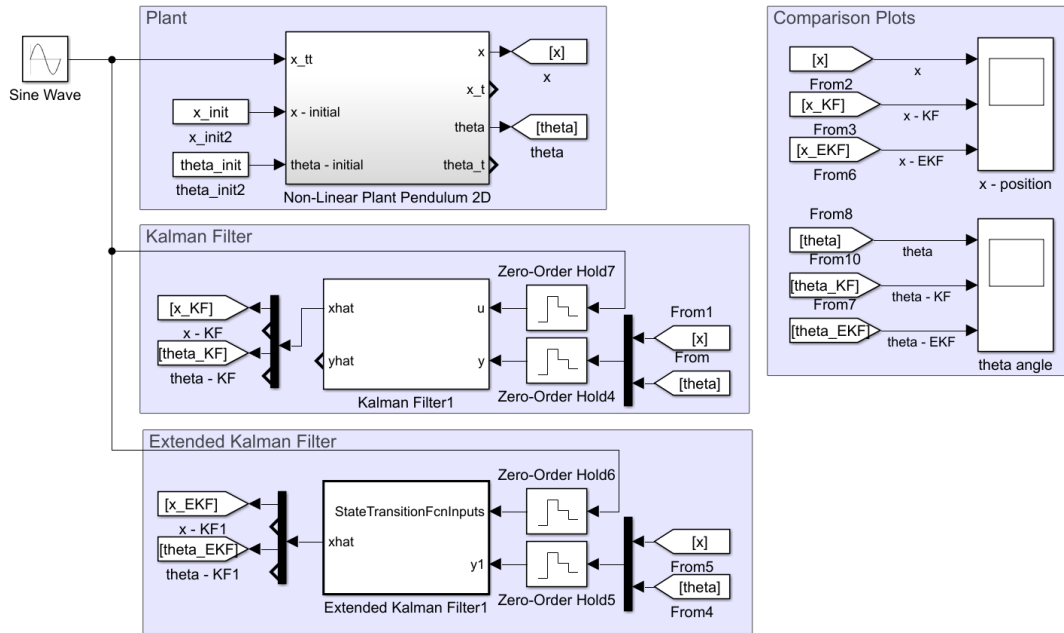 Plant
Sine Wave
x_tt
x - initial
theta - initial
x
x_t
theta
theta_t
x_init
x_init2
theta_init
theta_init2
[x]
x
[theta]
theta
Non-Linear Plant Pendulum 2D
Kalman Filter
[x_KF]
x - KF
[theta_KF]
theta - KF
xhat
yhat
u
y
Kalman Filter1
Zero-Order Hold7
Zero-Order Hold4
From1
[x]
From
[theta]
Extended Kalman Filter
[x_EKF]
x - KF1
[theta_EKF]
theta - KF1
StateTransitionFcnInputs
xhat
y1
Extended Kalman Filter1
Zero-Order Hold6
Zero-Order Hold5
[x]
From5
[theta]
From4
Comparison Plots
[x]
x
From2
[x_KF]
x - KF
From3
[x_EKF]
x - EKF
From6
x - position
From8
[theta]
theta
From10
[theta_KF]
theta - KF
From7
[theta_EKF]
theta - EKF
theta angle